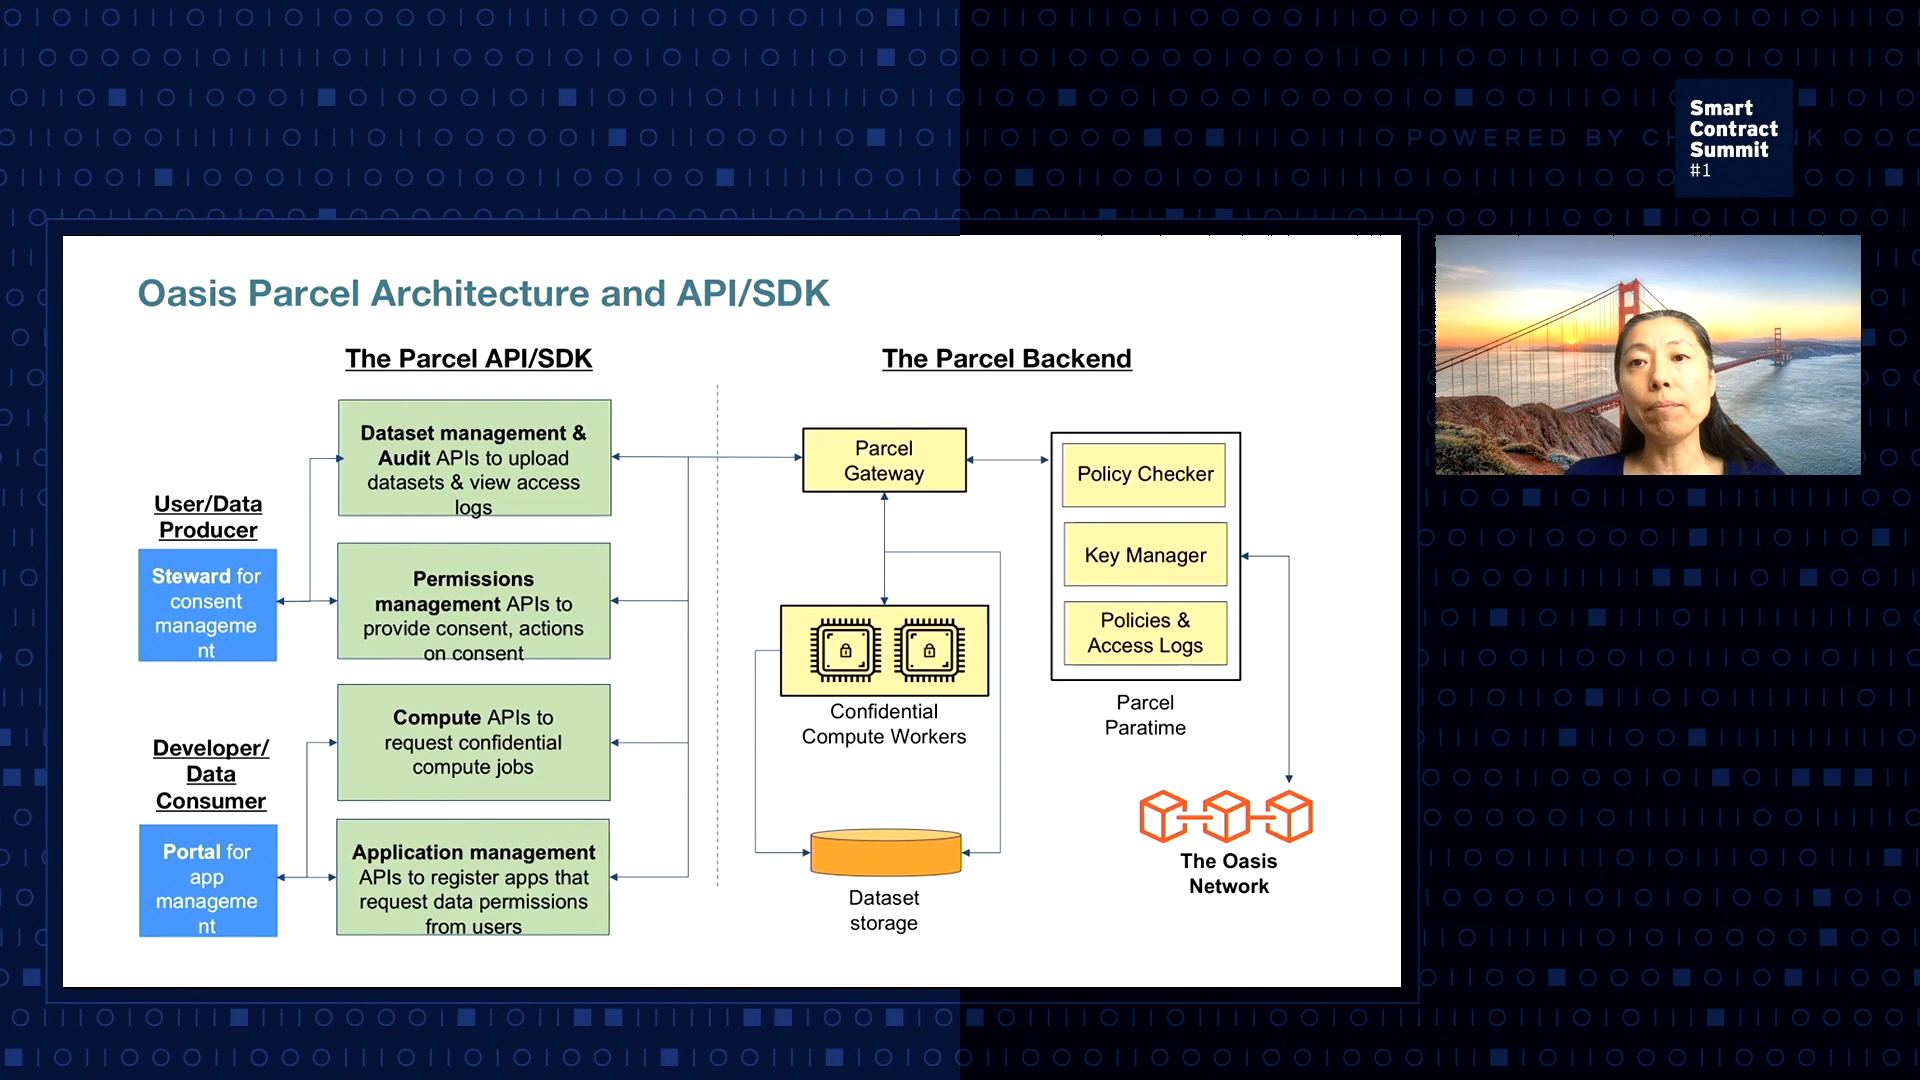 Smart
Contract
Summit
#1
POWERED BY CH NK
Oasis Parcel Architecture and API/SDK
The Parcel API/SDK
The Parcel Backend
Dataset management &
Audit APIs to upload
datasets & view access
logs
User/Data
Producer
Steward for
consent
manageme
nt
Permissions
management APIs to
provide consent, actions
on consent
Developer/
Data
Consumer
Compute APIs to
request confidential
compute jobs
Portal for
app
manageme
nt
Application management
APIs to register apps that
request data permissions
from users
Parcel
Gateway
Policy Checker
Key Manager
Policies &
Access Logs
Parcel
Paratime
Confidential
Compute Workers
Dataset
storage
The Oasis
Network